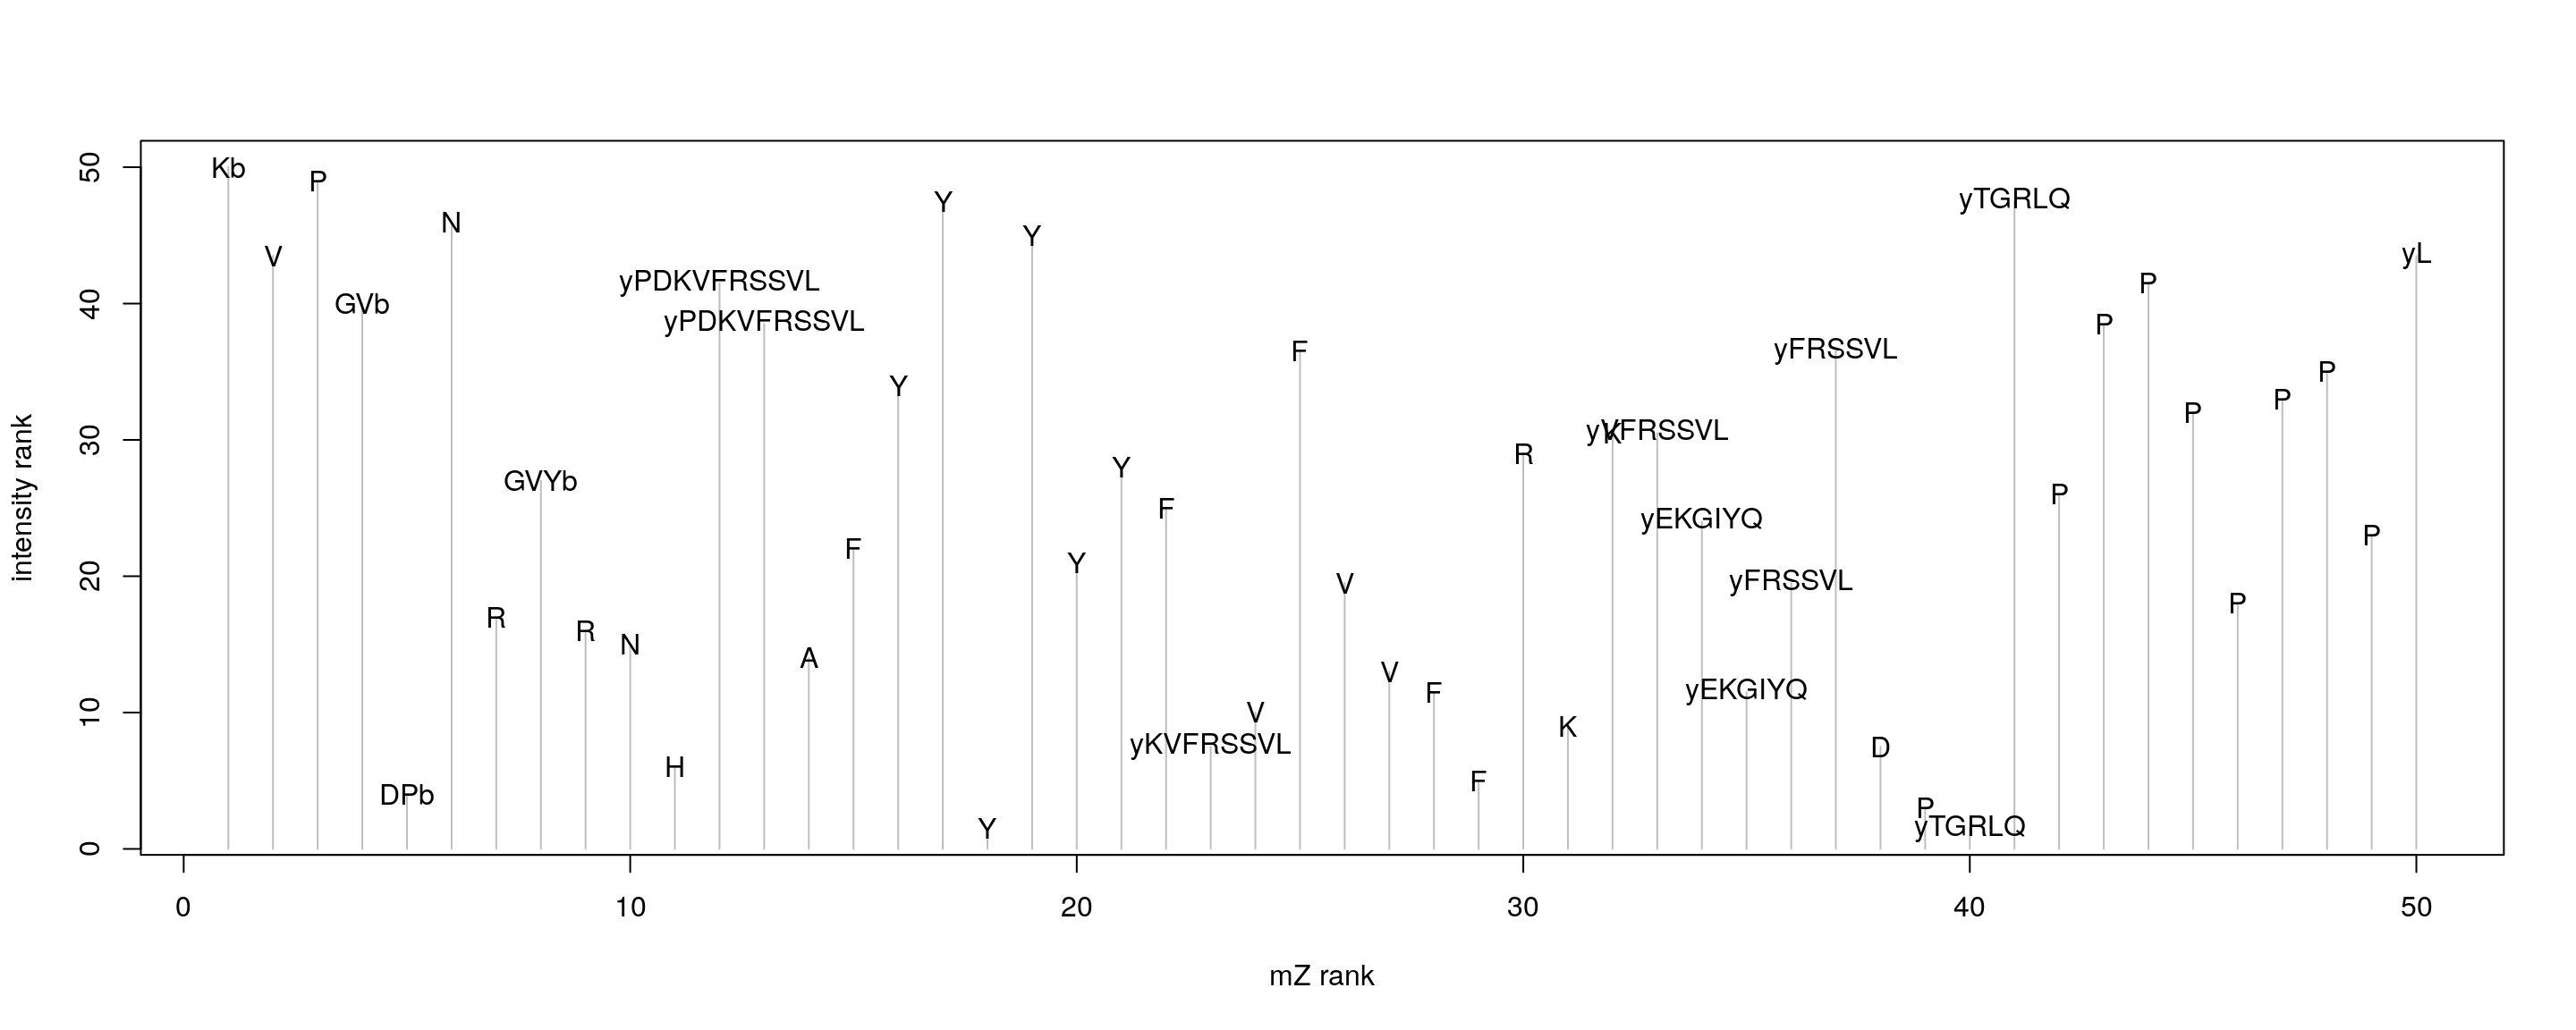 Kb
P
yTGRLQ
Y
N
Y
V
yL
yPDKVFRSSVL
P
GVb
yPDKVFRSSVL
P
F
yFRSSVL
P
Y
P
P
yVFRSSVL
K
R
Y
GVYb
P
F
yEKGIYQ
P
F
Y
V
yFRSSVL
P
R
R
N
A
V
F
yEKGIYQ
V
K
yKVFRSSVL
D
H
F
DPb
P
Y
yTGRLQ
50
40
30
20
10
0
intensity rank
0 10 20 30 40 50
mZ rank